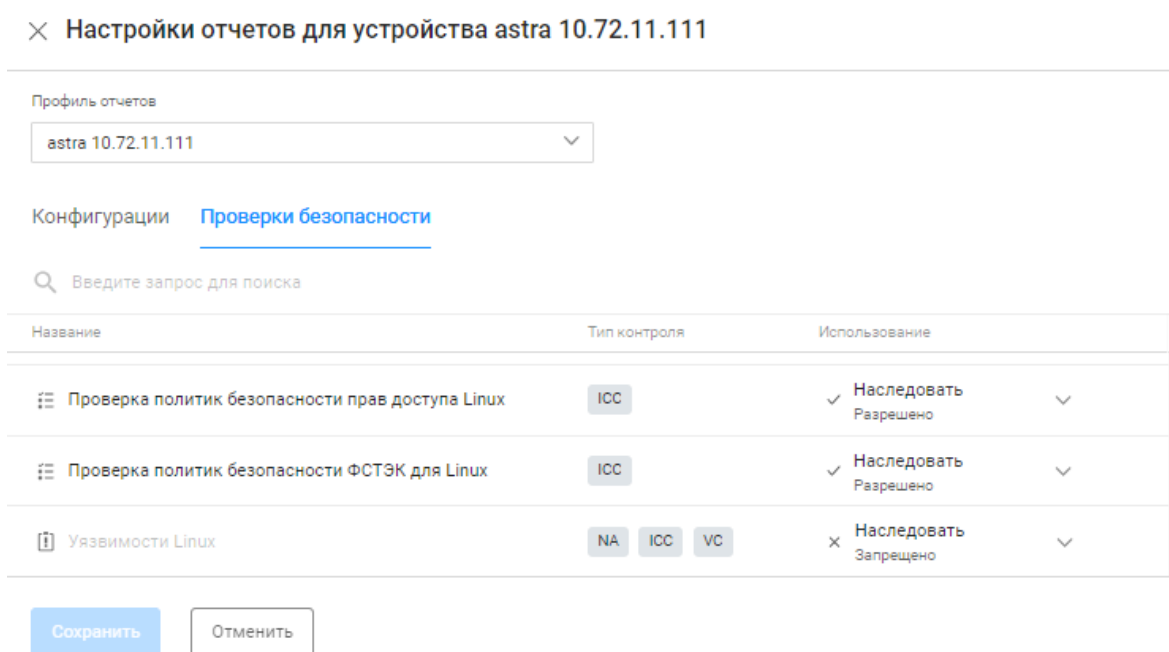 Настройки отчетов для устройства astra 10.72.11.111
Профиль отчетов
astra 10.72.11.111
Конфигурации Проверки безопасности
Введите запрос для поиска
Название Тип контроля Использование
Проверка политик безопасности прав доступа Linux ICC Наследовать
Разрешено
Проверка политик безопасности ФСТЭК для Linux ICC Наследовать
Разрешено
Уязвимости Linux NA ICC VC Наследовать
Запрещено
Сохранить Отменить